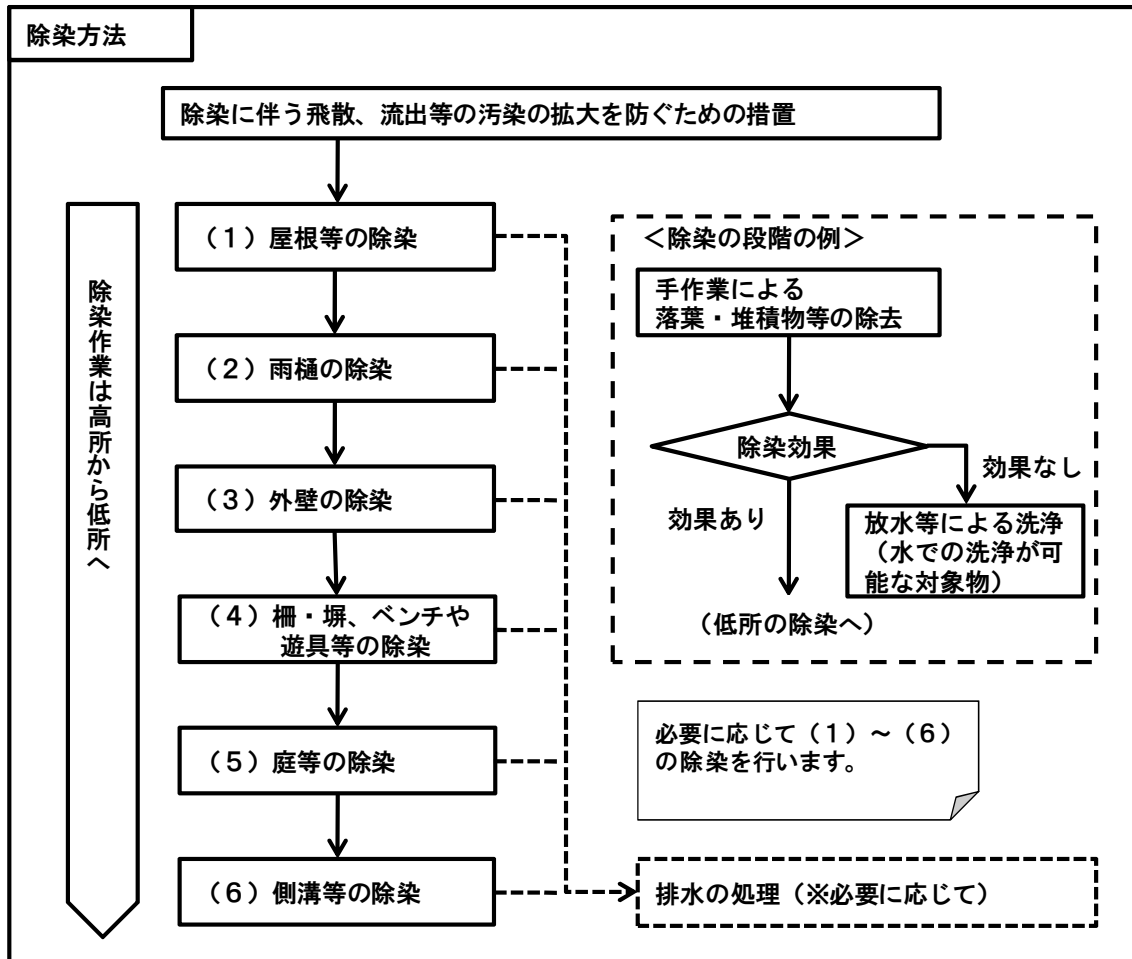 除染方法
除染に伴う飛散、流出等の汚染の拡大を防ぐための措置
除染作業は高所から低所へ
(1)屋根等の除染
(2)雨樋の除染
(3)外壁の除染
(4)柵・塀、ベンチや
遊具等の除染
(5)庭等の除染
(6)側溝等の除染
<除染の段階の例>
手作業による
落葉・堆積物等の除去
除染効果
効果なし
効果あり
放水等による洗浄
(水での洗浄が可
能な対象物)
(低所の除染へ)
必要に応じて(1)~(6)
の除染を行います。
排水の処理(※必要に応じて)